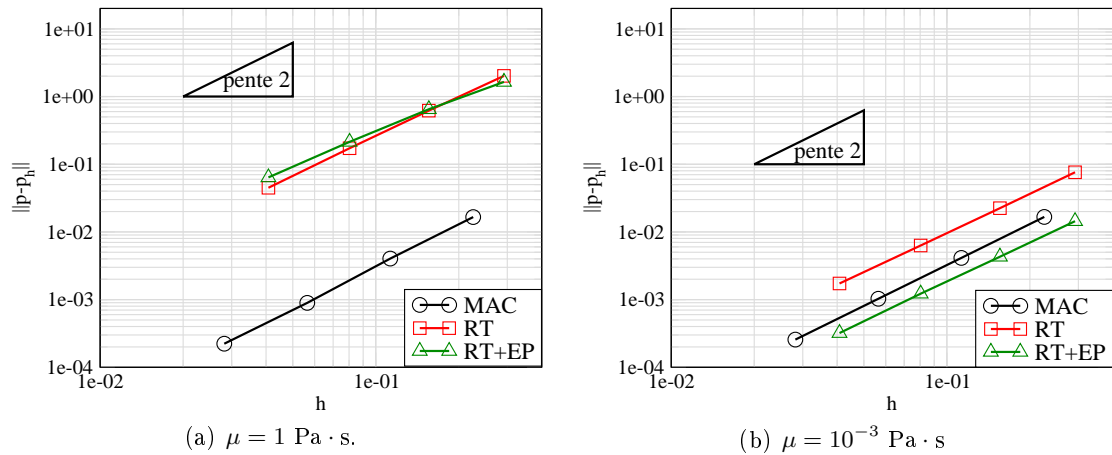 1e+01
1e+00
1e-01
1e-02
1e-03
1e-04
||p-p_h||
pente 2
MAC
RT
RT+EP
1e-02
1e-01
h
(a) μ = 1 Pa · s.
1e+01
1e+00
1e-01
1e-02
1e-03
1e-04
||p-p_h||
pente 2
MAC
RT
RT+EP
1e-02
1e-01
h
(b) μ = 10⁻³ Pa · s